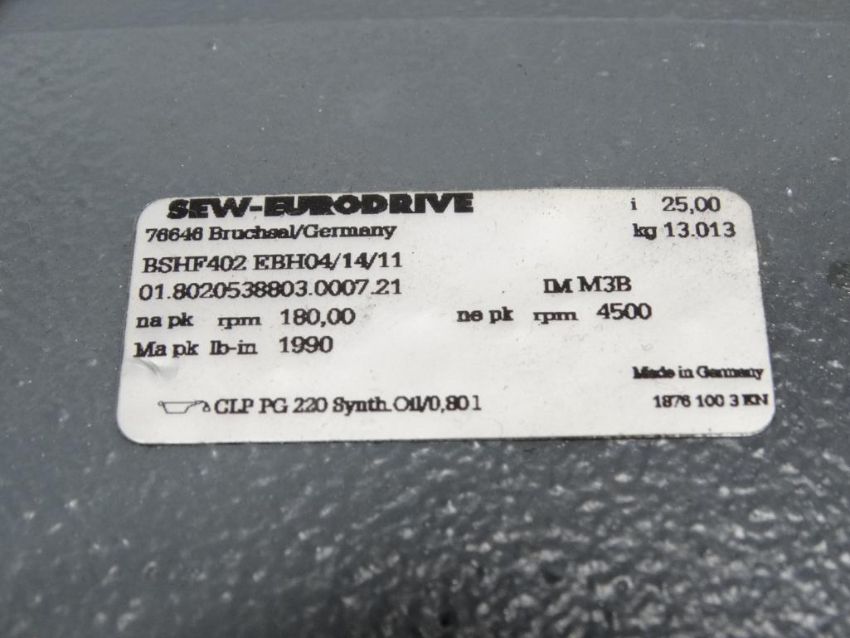 SEW-EURODRIVE i 25,00
76646 Bruchsal/Germany kg 13.013
BSHF402 EBH04/14/11
01.8020538803.0007.21 IM M3B
na pk rpm 180,00 ne pk rpm 4500
Ma pk lb-in 1990
Made in Germany
CLP PG 220 Synth.Oil/0,80 l 1876 100 3 KN